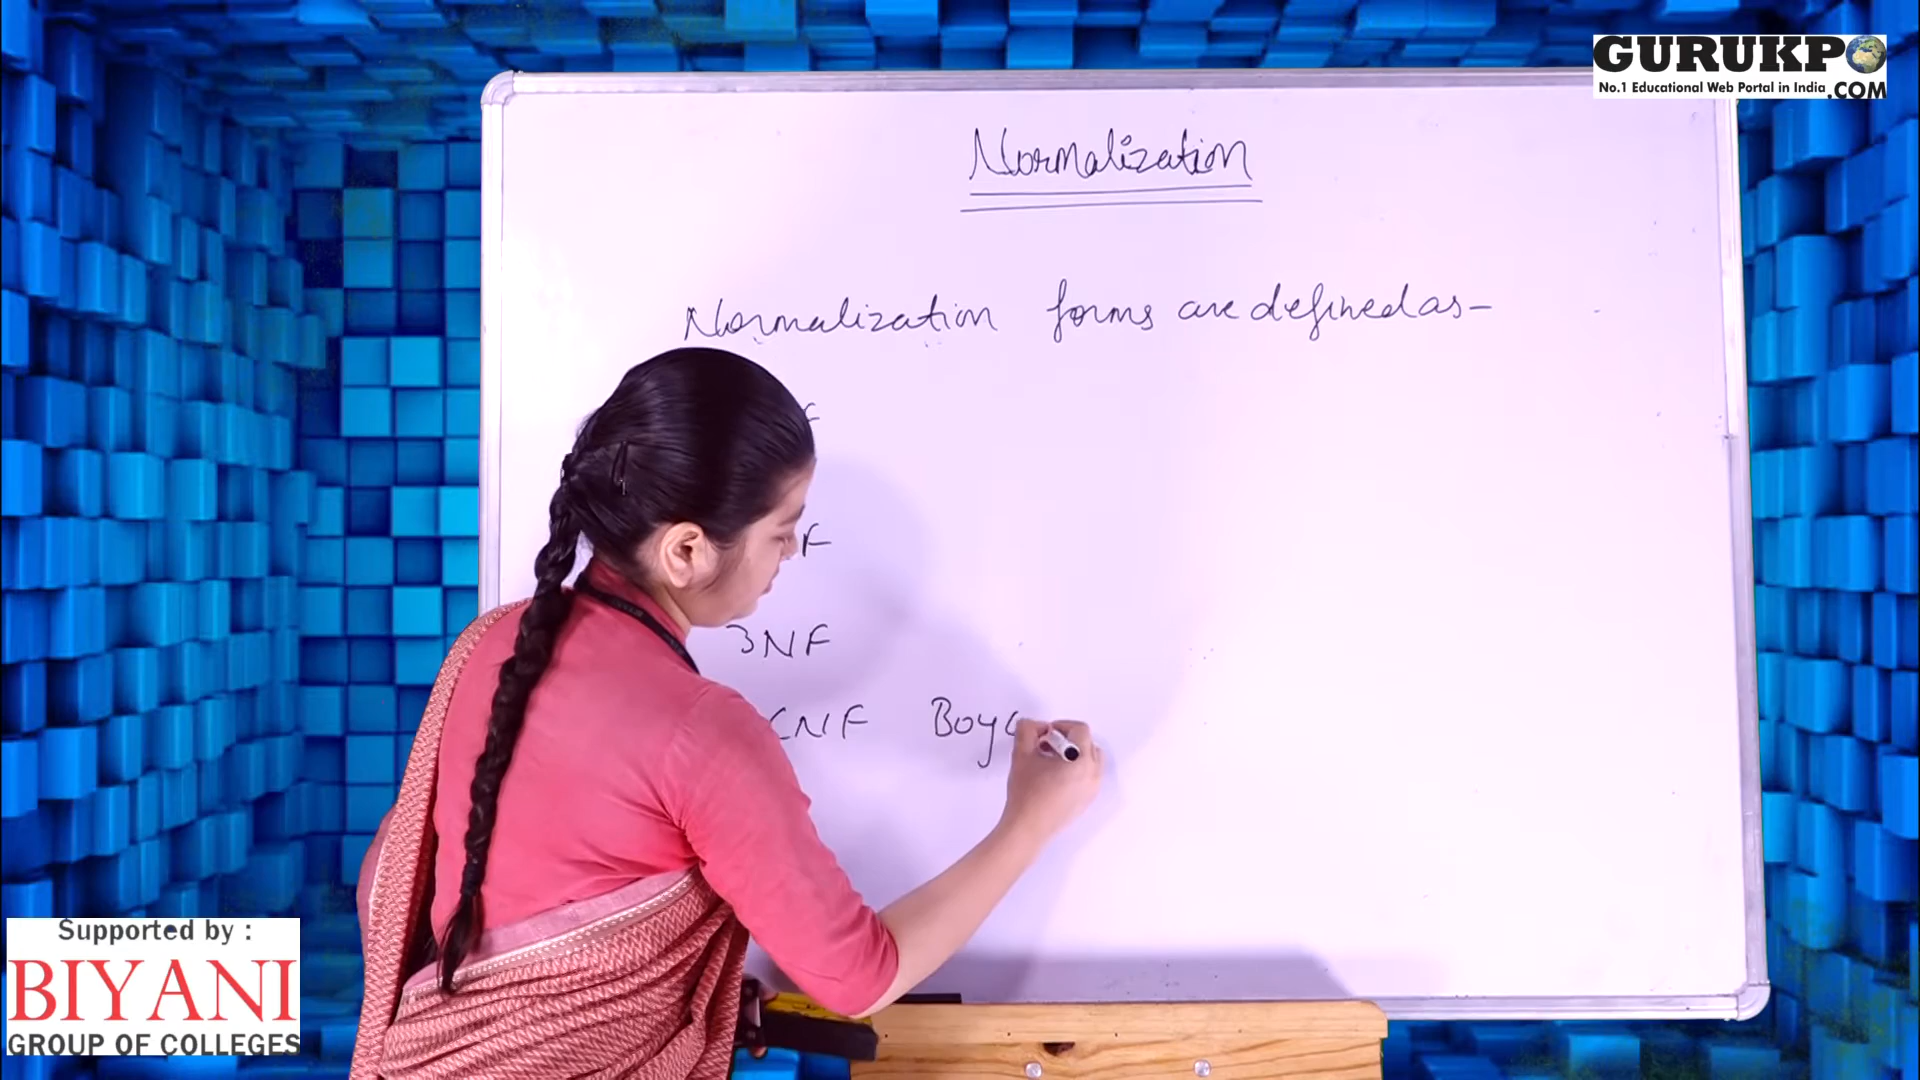 GURUKPO
No.1 Educational Web Portal in India .COM
Normalization
Normalization forms are defined as -
F
F
3NF
CNF Boyc
Supported by :
BIYANI
GROUP OF COLLEGES